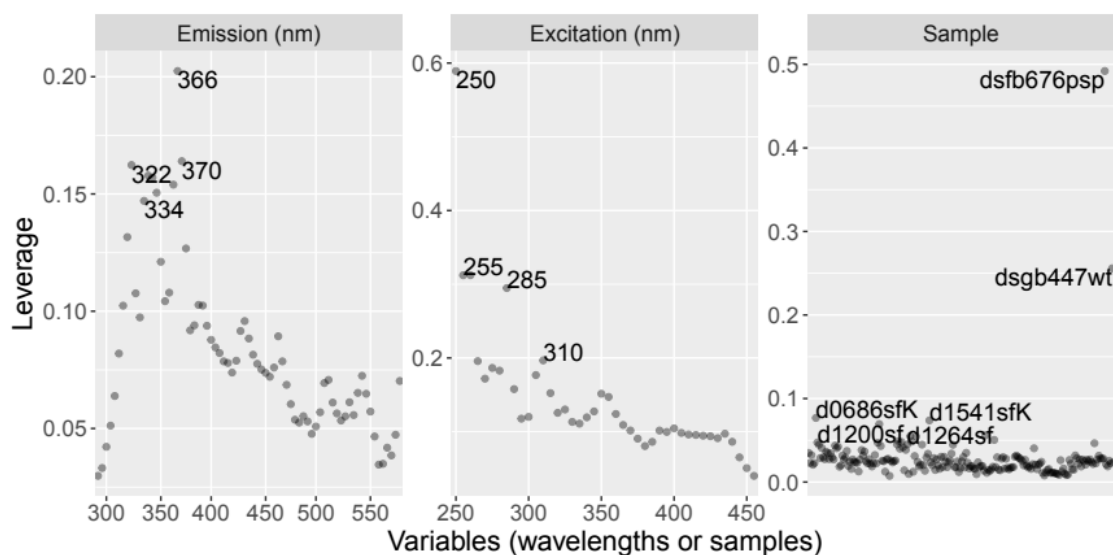 Emission (nm)
Excitation (nm)
Sample
Leverage
0.20
0.15
0.10
0.05
366
322
370
334
300
350
400
450
500
550
0.6
0.4
0.2
250
255
285
310
250
300
350
400
450
0.5
0.4
0.3
0.2
0.1
0.0
dsfb676psp
dsgb447wt
d0686sfK
d1541sfK
d1200sf
d1264sf
Variables (wavelengths or samples)